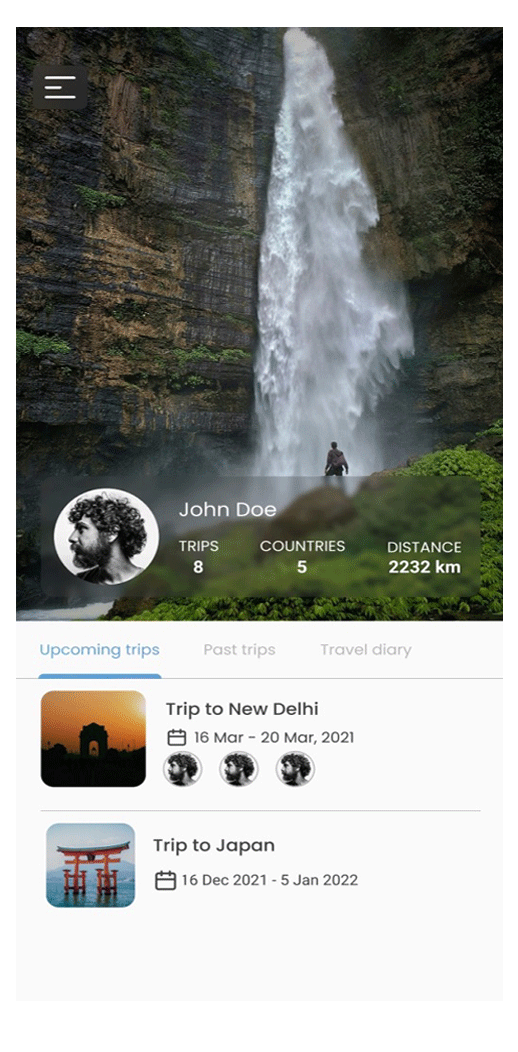 John Doe
TRIPS COUNTRIES DISTANCE
8 5 2232 km
Upcoming trips Past trips Travel diary
Trip to New Delhi
16 Mar - 20 Mar, 2021
Trip to Japan
16 Dec 2021 - 5 Jan 2022